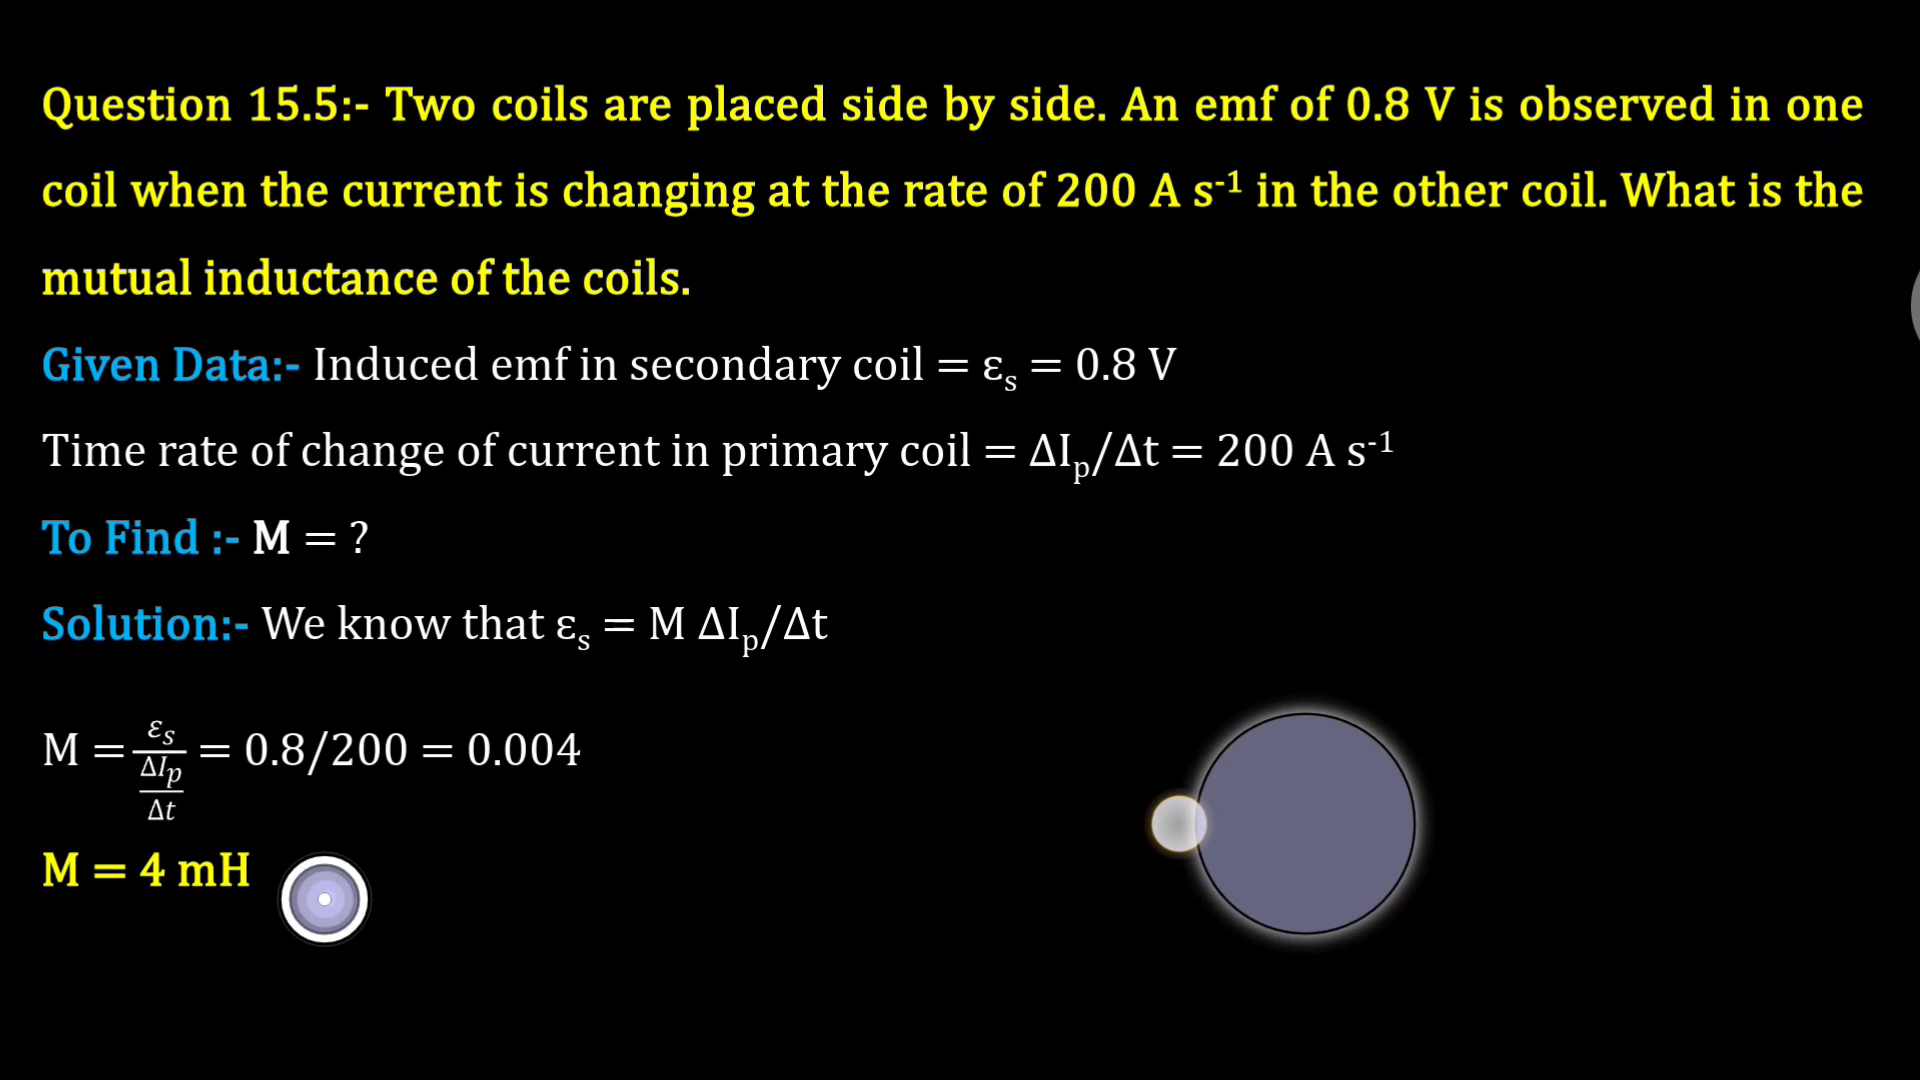 Question 15.5:- Two coils are placed side by side. An emf of 0.8 V is observed in one
coil when the current is changing at the rate of 200 A s⁻¹ in the other coil. What is the
mutual inductance of the coils.
Given Data:- Induced emf in secondary coil = εₛ = 0.8 V
Time rate of change of current in primary coil = ΔIₚ/Δt = 200 A s⁻¹
To Find :- M = ?
Solution:- We know that εₛ = M ΔIₚ/Δt
M = εₛ/(ΔIₚ/Δt) = 0.8/200 = 0.004
M = 4 mH